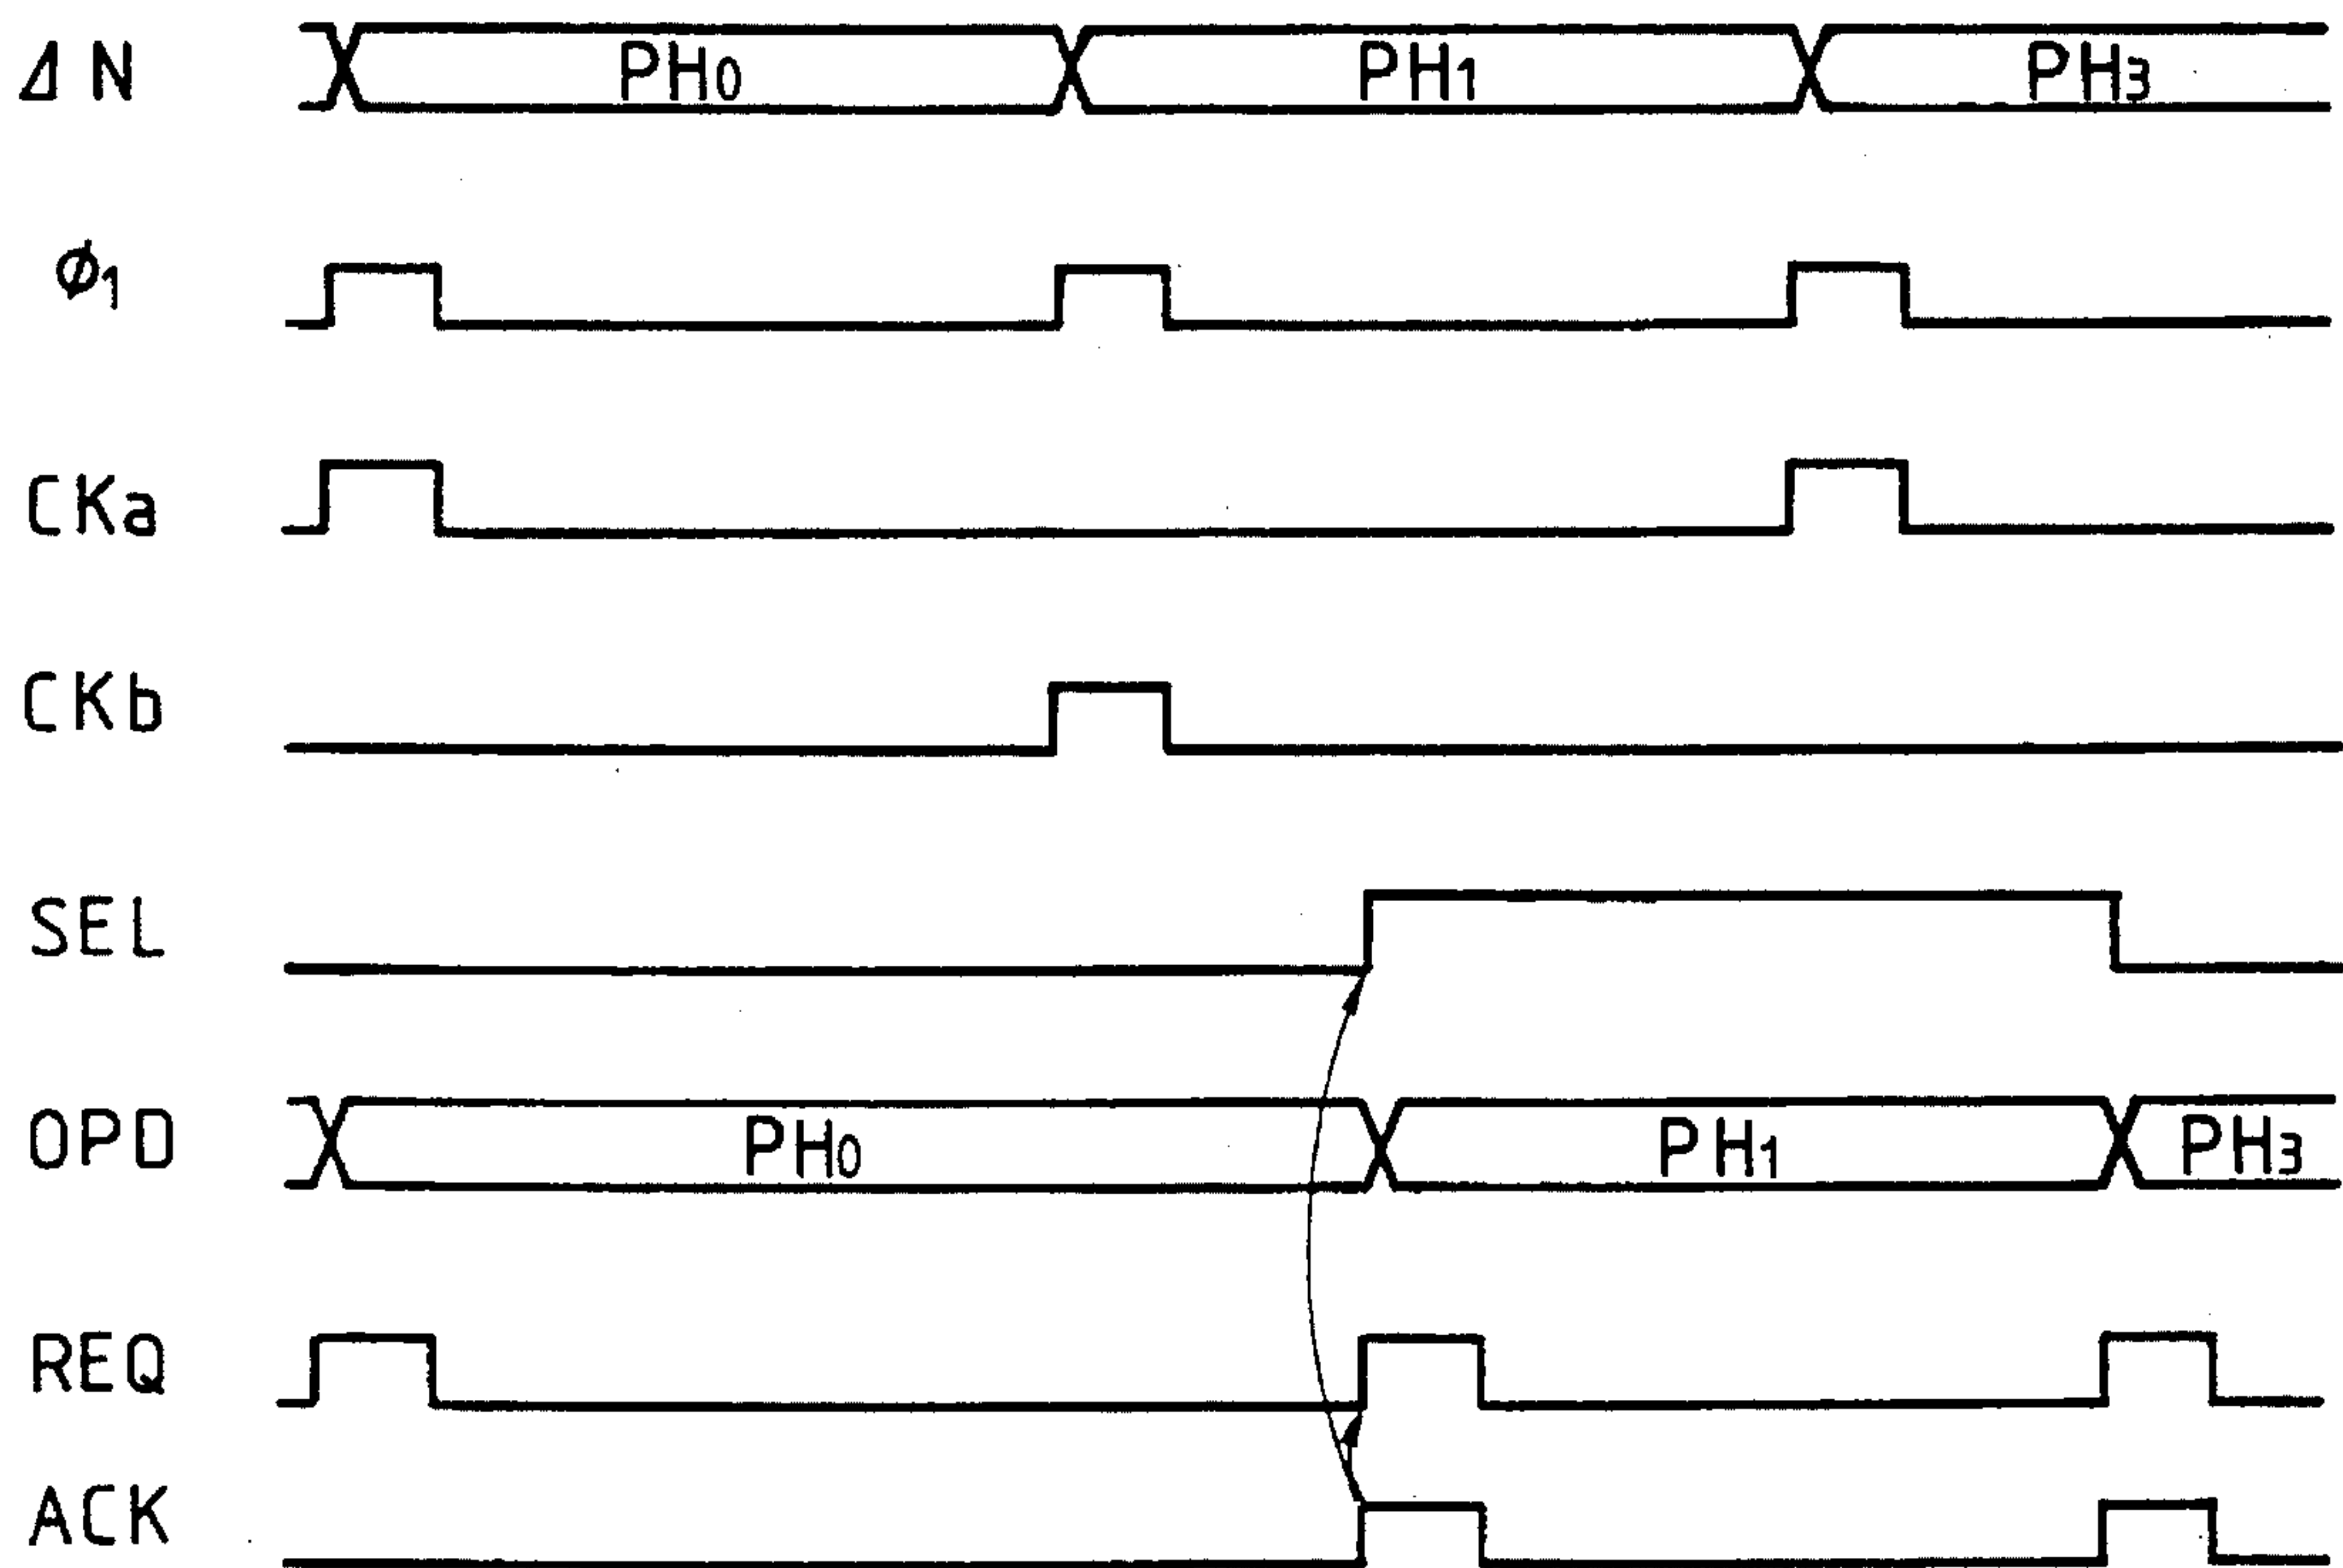 ΔN PH0 PH1 PH3
φ1
CKa
CKb
SEL
OPD PH0 PH1 PH3
REQ
ACK